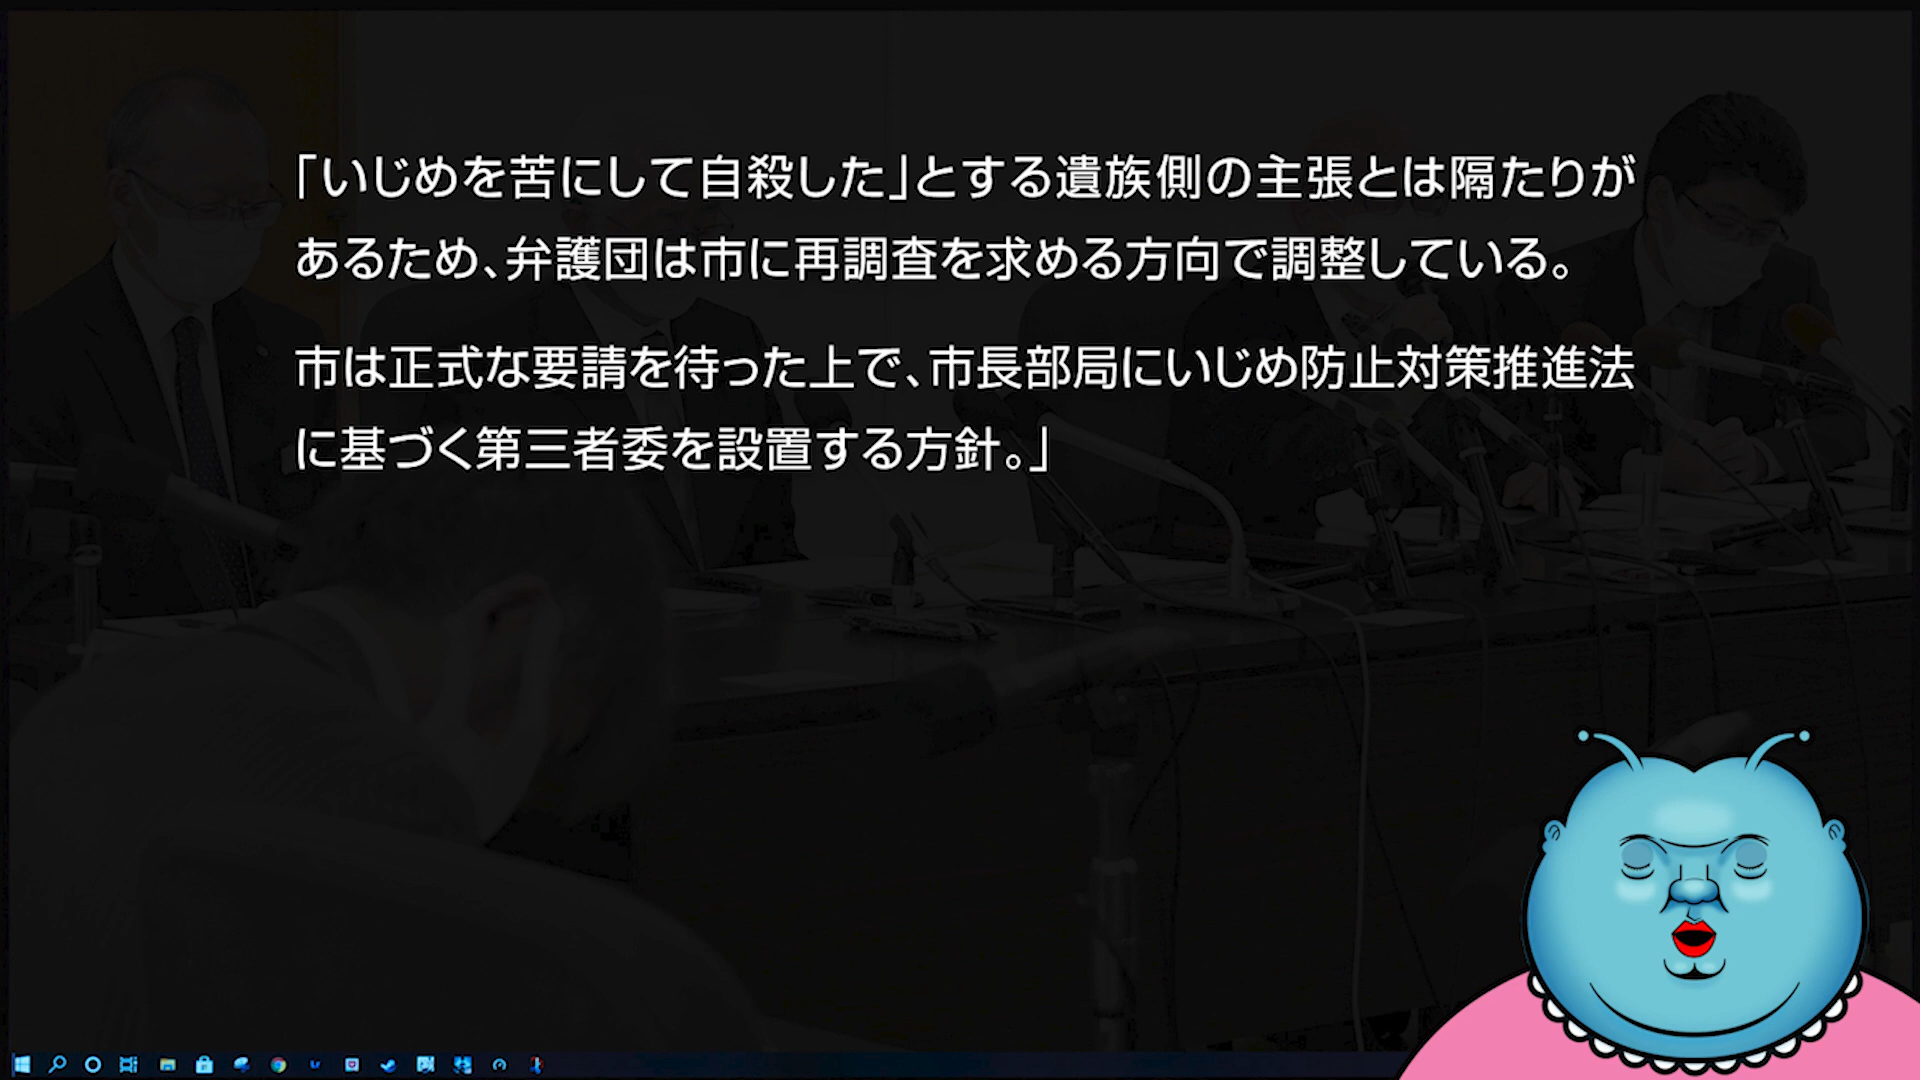 「いじめを苦にして自殺した」とする遺族側の主張とは隔たりが
あるため、弁護団は市に再調査を求める方向で調整している。
市は正式な要請を待った上で、市長部局にいじめ防止対策推進法
に基づく第三者委を設置する方針。」